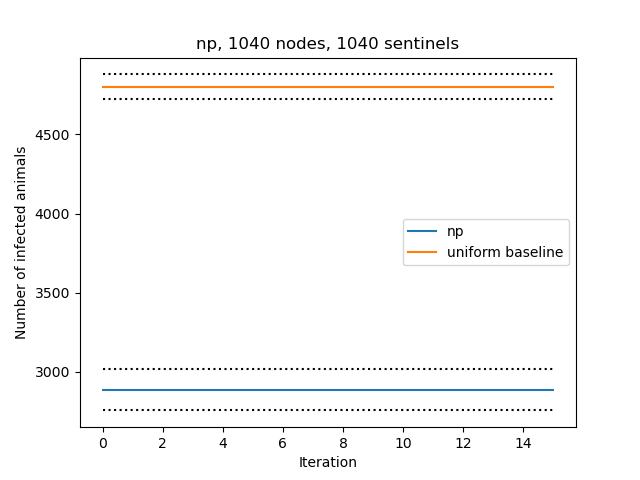 np, 1040 nodes, 1040 sentinels
Number of infected animals
4500
4000
3500
3000
np
uniform baseline
0 2 4 6 8 10 12 14
Iteration